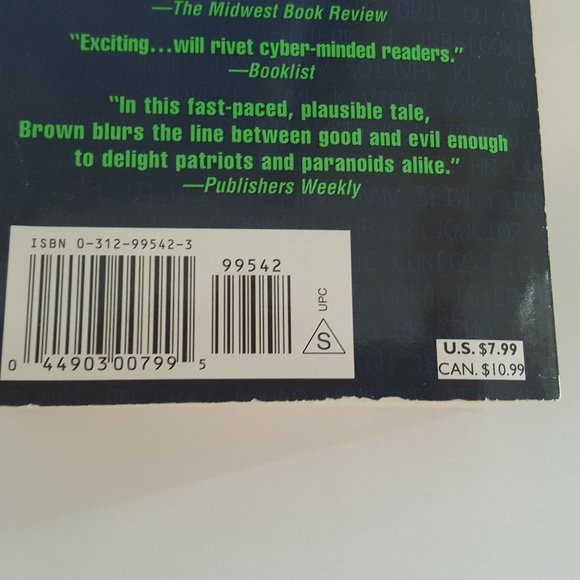 —The Midwest Book Review
"Exciting...will rivet cyber-minded readers."
—Booklist
"In this fast-paced, plausible tale,
Brown blurs the line between good and evil enough
to delight patriots and paranoids alike."
—Publishers Weekly
ISBN 0-312-99542-3
99542
0 44903 00799 5
UPC
S
U.S. $7.99
CAN. $10.99